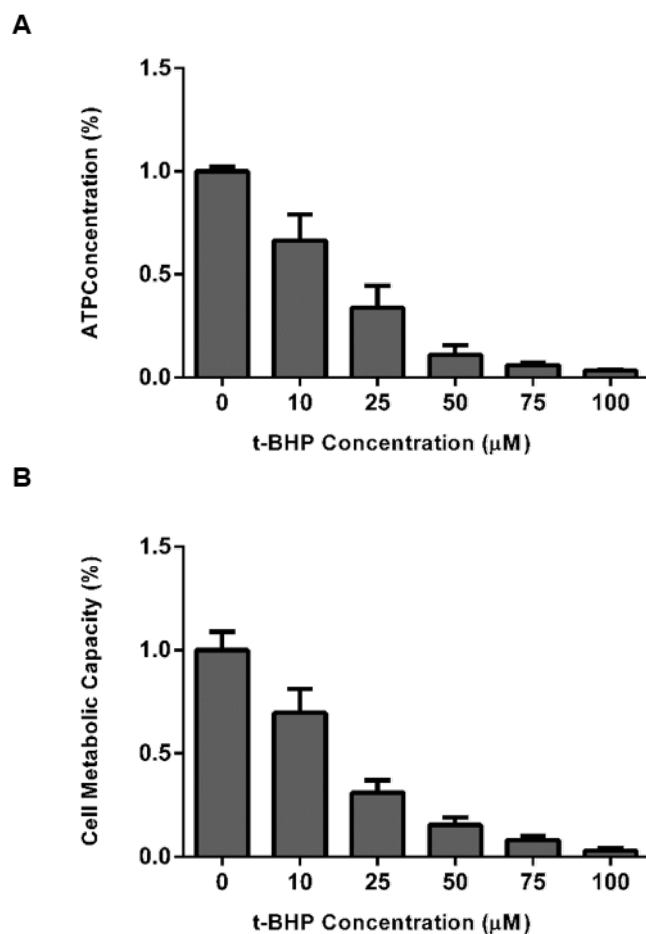 A
1.5
1.0
0.5
0.0
ATPConcentration (%)
0 10 25 50 75 100
t-BHP Concentration (μM)
B
1.5
1.0
0.5
0.0
Cell Metabolic Capacity (%)
0 10 25 50 75 100
t-BHP Concentration (μM)